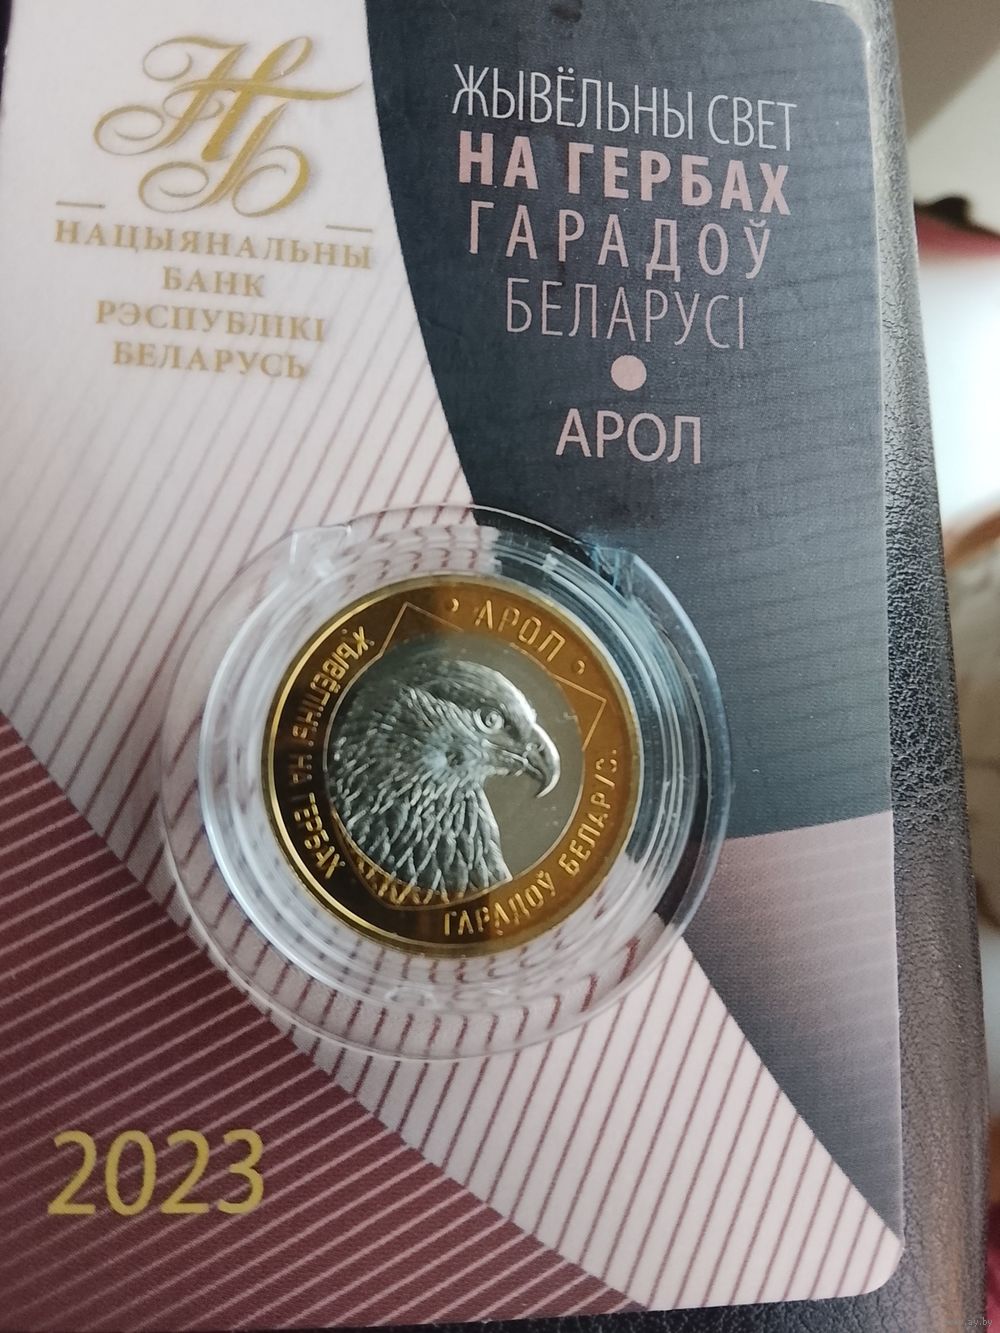 НБ
НАЦЫЯНАЛЬНЫ
БАНК
РЭСПУБЛІКІ
БЕЛАРУСЬ
ЖЫВЁЛЬНЫ СВЕТ
НА ГЕРБАХ
ГАРАДОЎ
БЕЛАРУСІ
АРОЛ
АРОЛ
ЖЫВЁЛЬНЫ НА ГЕРБАХ
ГАРАДОЎ БЕЛАРУСІ
2023